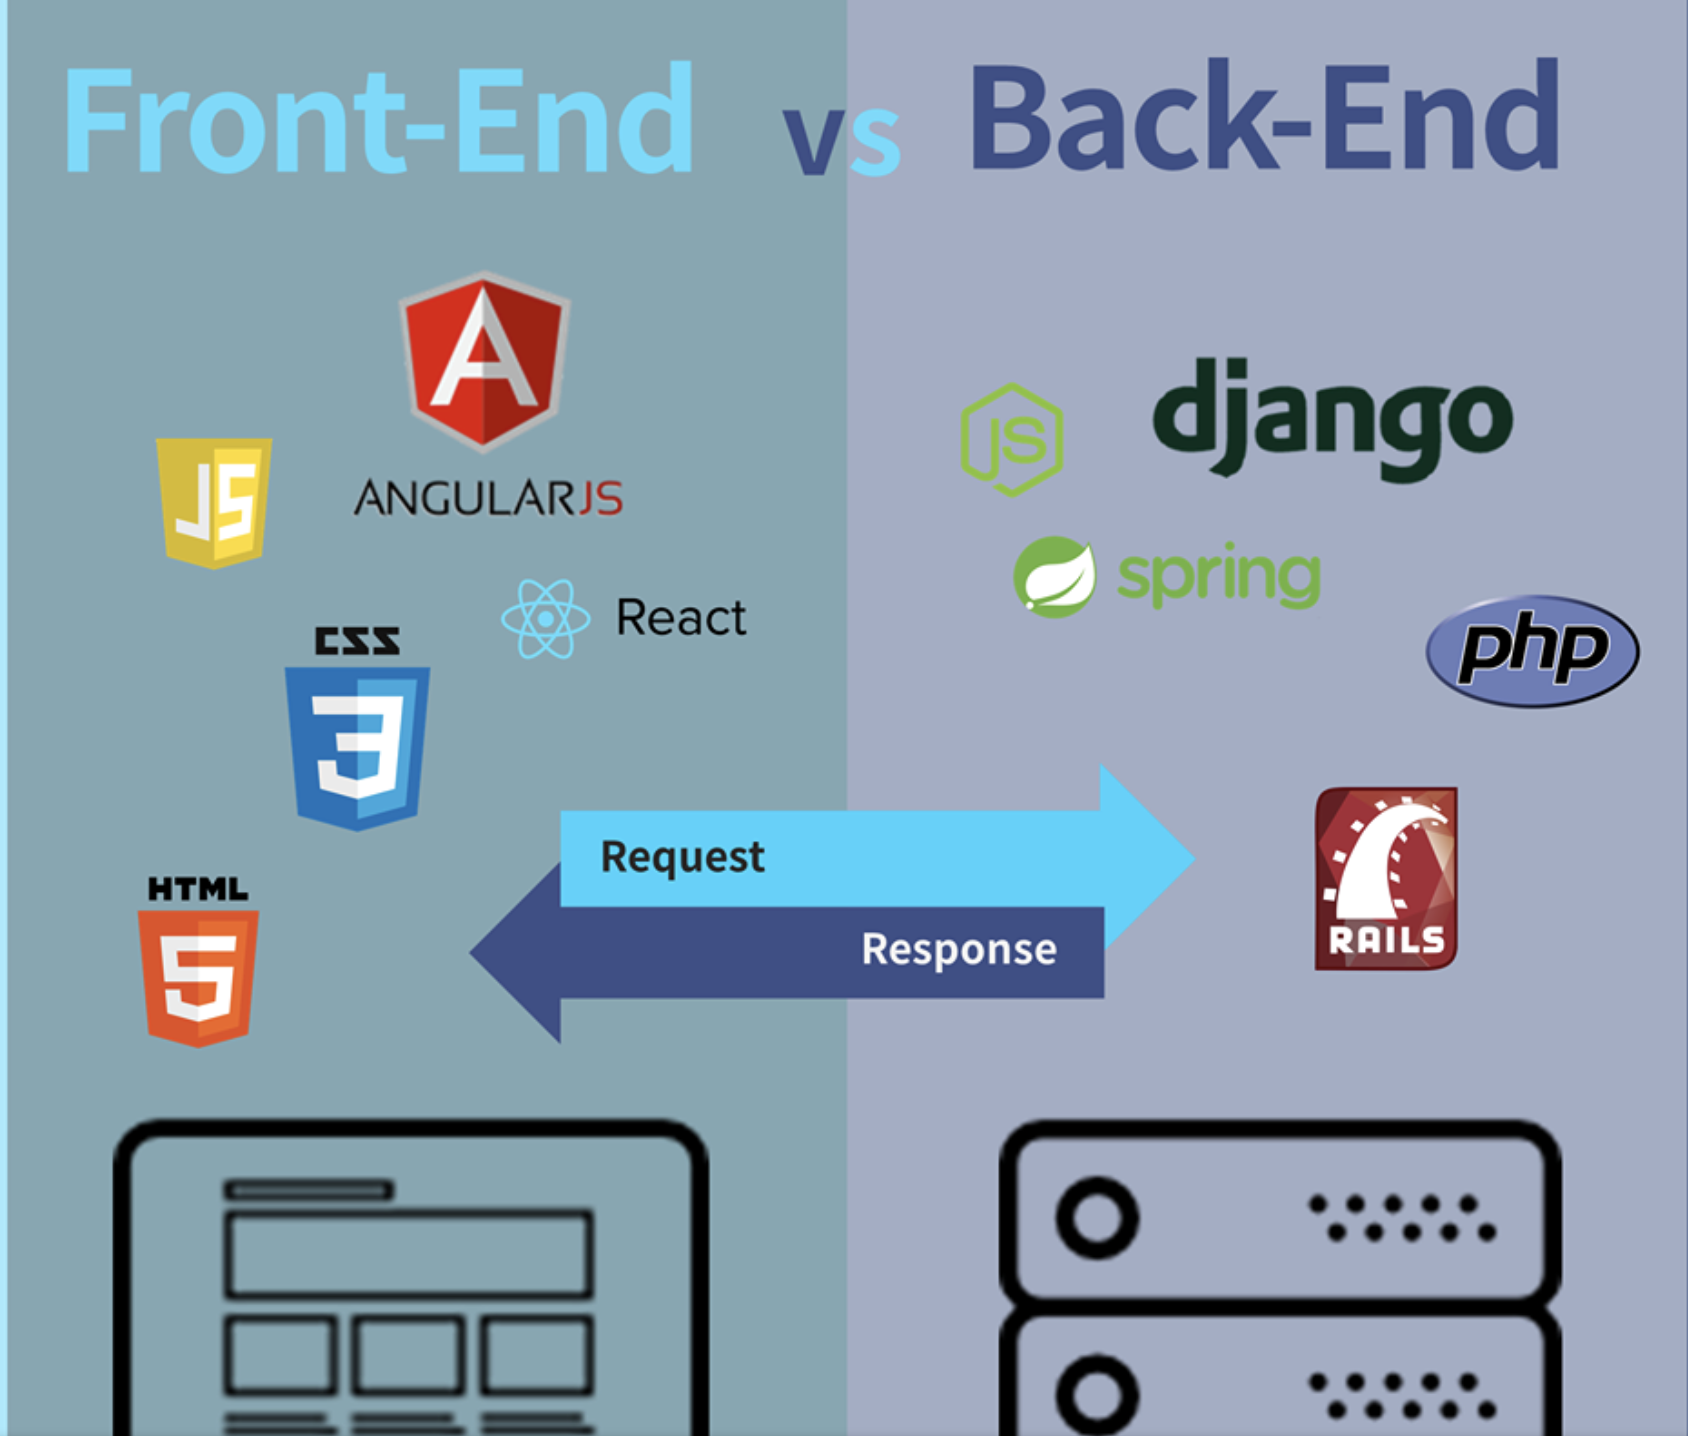 Front-End vs Back-End
ANGULARJS
JS
React
CSS
3
HTML
5
JS
django
spring
php
RAILS
Request
Response